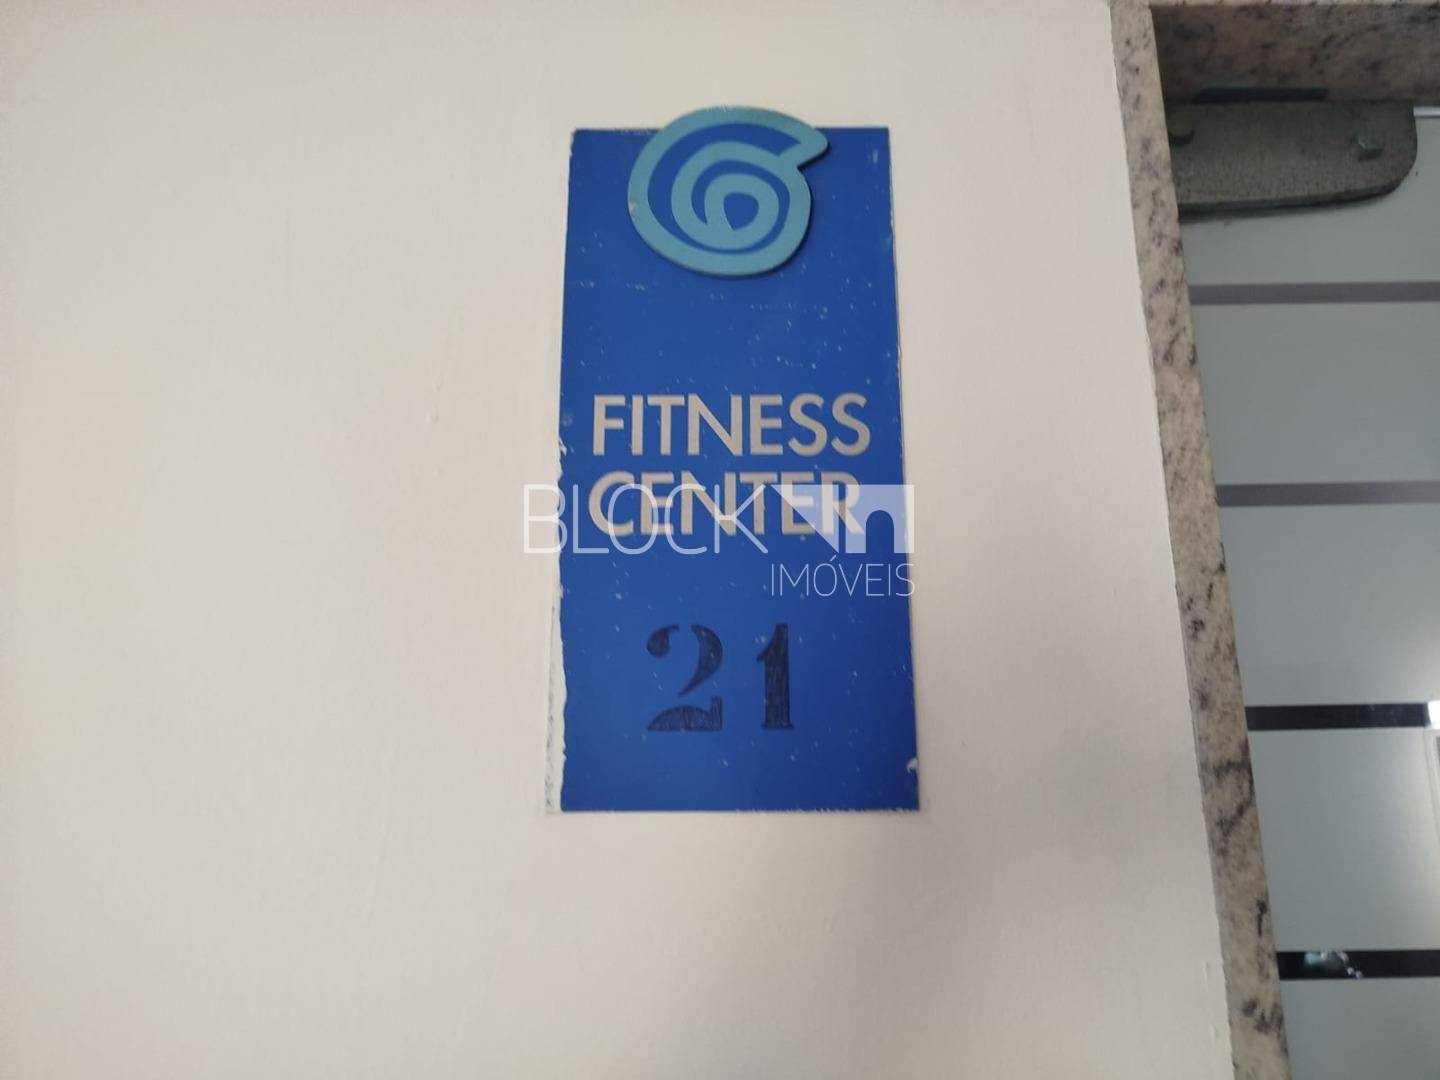 FITNESS
CENTER
BLOCK
IMÓVEIS
21